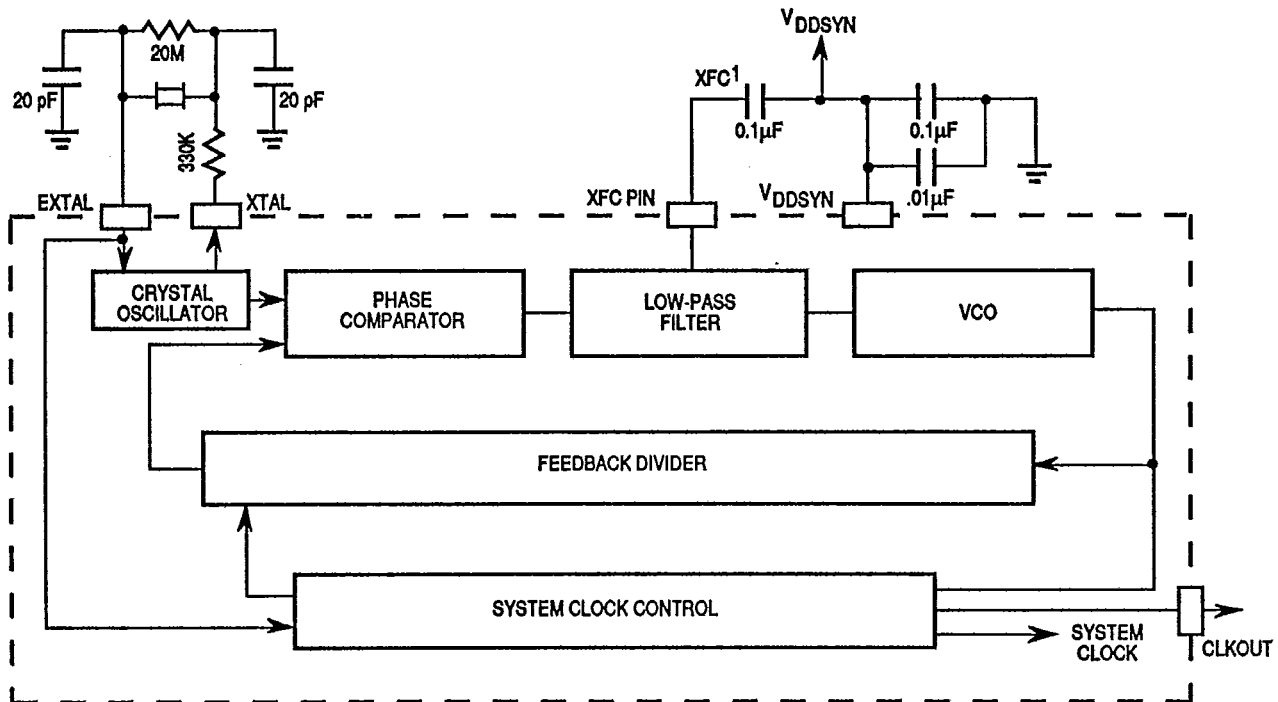 V DDSYN
20M
XFC1
20 pF
20 pF
0.1µF
0.1µF
330K
.01µF
EXTAL
XTAL
XFC PIN
VDDSYN
CRYSTAL
OSCILLATOR
PHASE
COMPARATOR
LOW-PASS
FILTER
VCO
FEEDBACK DIVIDER
SYSTEM CLOCK CONTROL
SYSTEM
CLOCK
CLKOUT